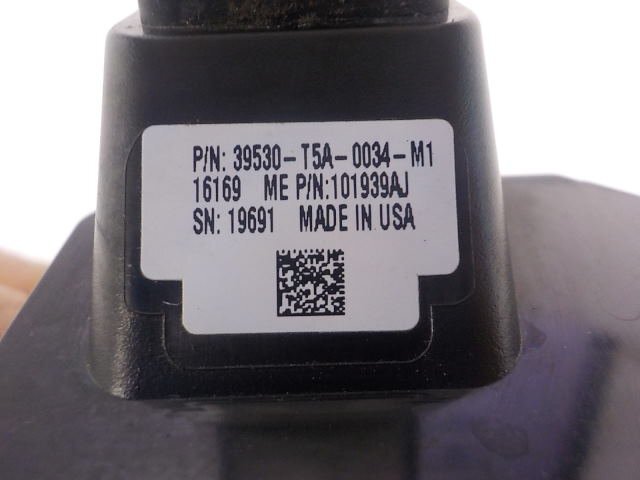 P/N: 39530-T5A-0034-M1
16169 ME P/N:101939AJ
SN: 19691 MADE IN USA